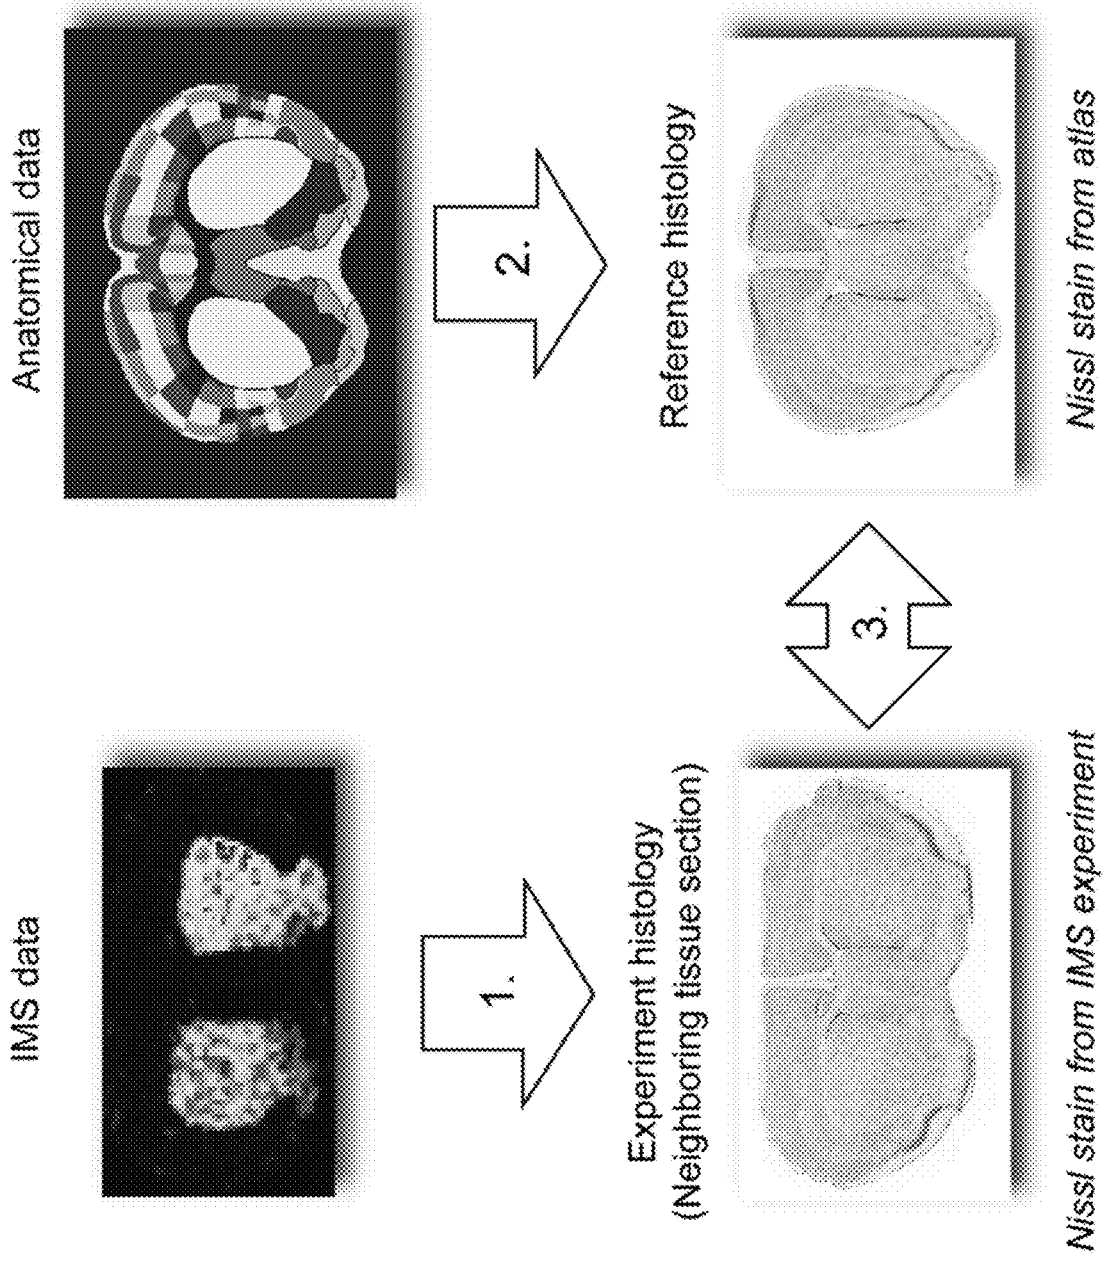 IMS data
Anatomical data
1.
2.
Experiment histology
(Neighboring tissue section)
Reference histology
3.
Nissl stain from IMS experiment
Nissl stain from atlas